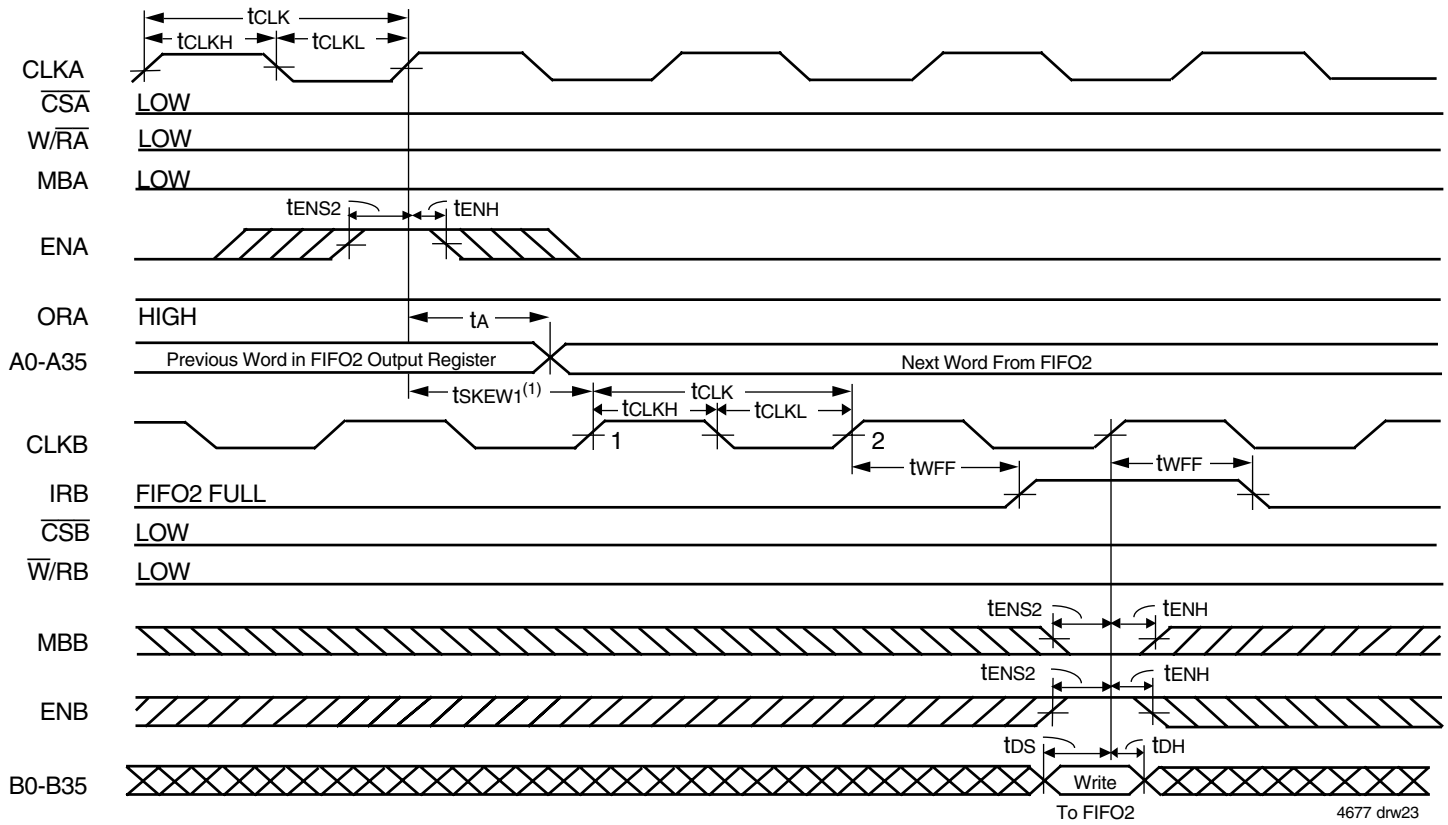 tCLK
tCLKH tCLKL
CLKA
CSA LOW
W/RA LOW
MBA LOW
tENS2 tENH
ENA
ORA HIGH tA
A0-A35 Previous Word in FIFO2 Output Register Next Word From FIFO2
tSKEW1(1) tCLK
tCLKH tCLKL
CLKB 1 2
tWFF tWFF
IRB FIFO2 FULL
CSB LOW
W/RB LOW
tENS2 tENH
MBB
tENS2 tENH
ENB
tDS tDH
B0-B35 Write
To FIFO2 4677 drw23